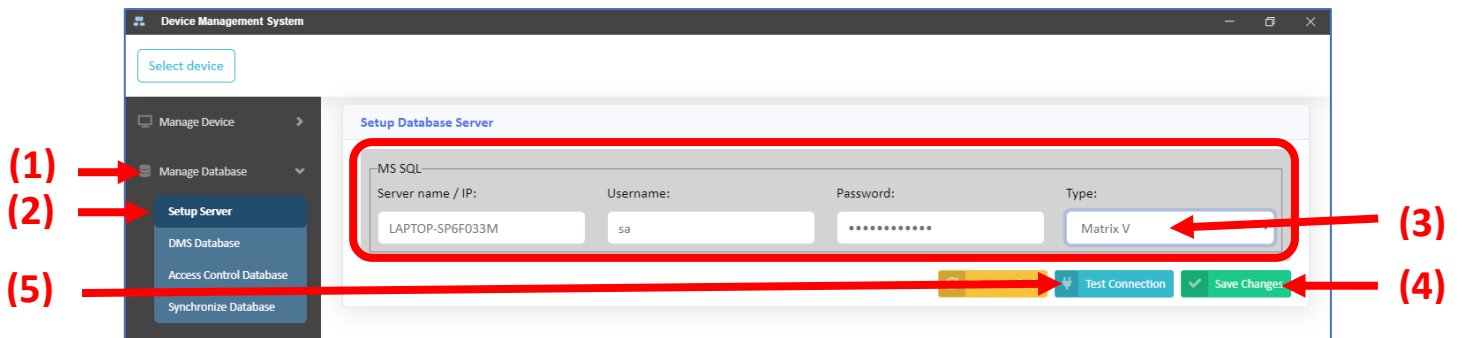 Device Management System
Select device
Manage Device
Setup Database Server
(1)
Manage Database
MS SQL
Server name / IP: Username: Password: Type:
(2)
Setup Server
LAPTOP-SP6F033M sa •••••••••••• Matrix V
(3)
DMS Database
Access Control Database
(5)
Test Connection Save Changes
(4)
Synchronize Database